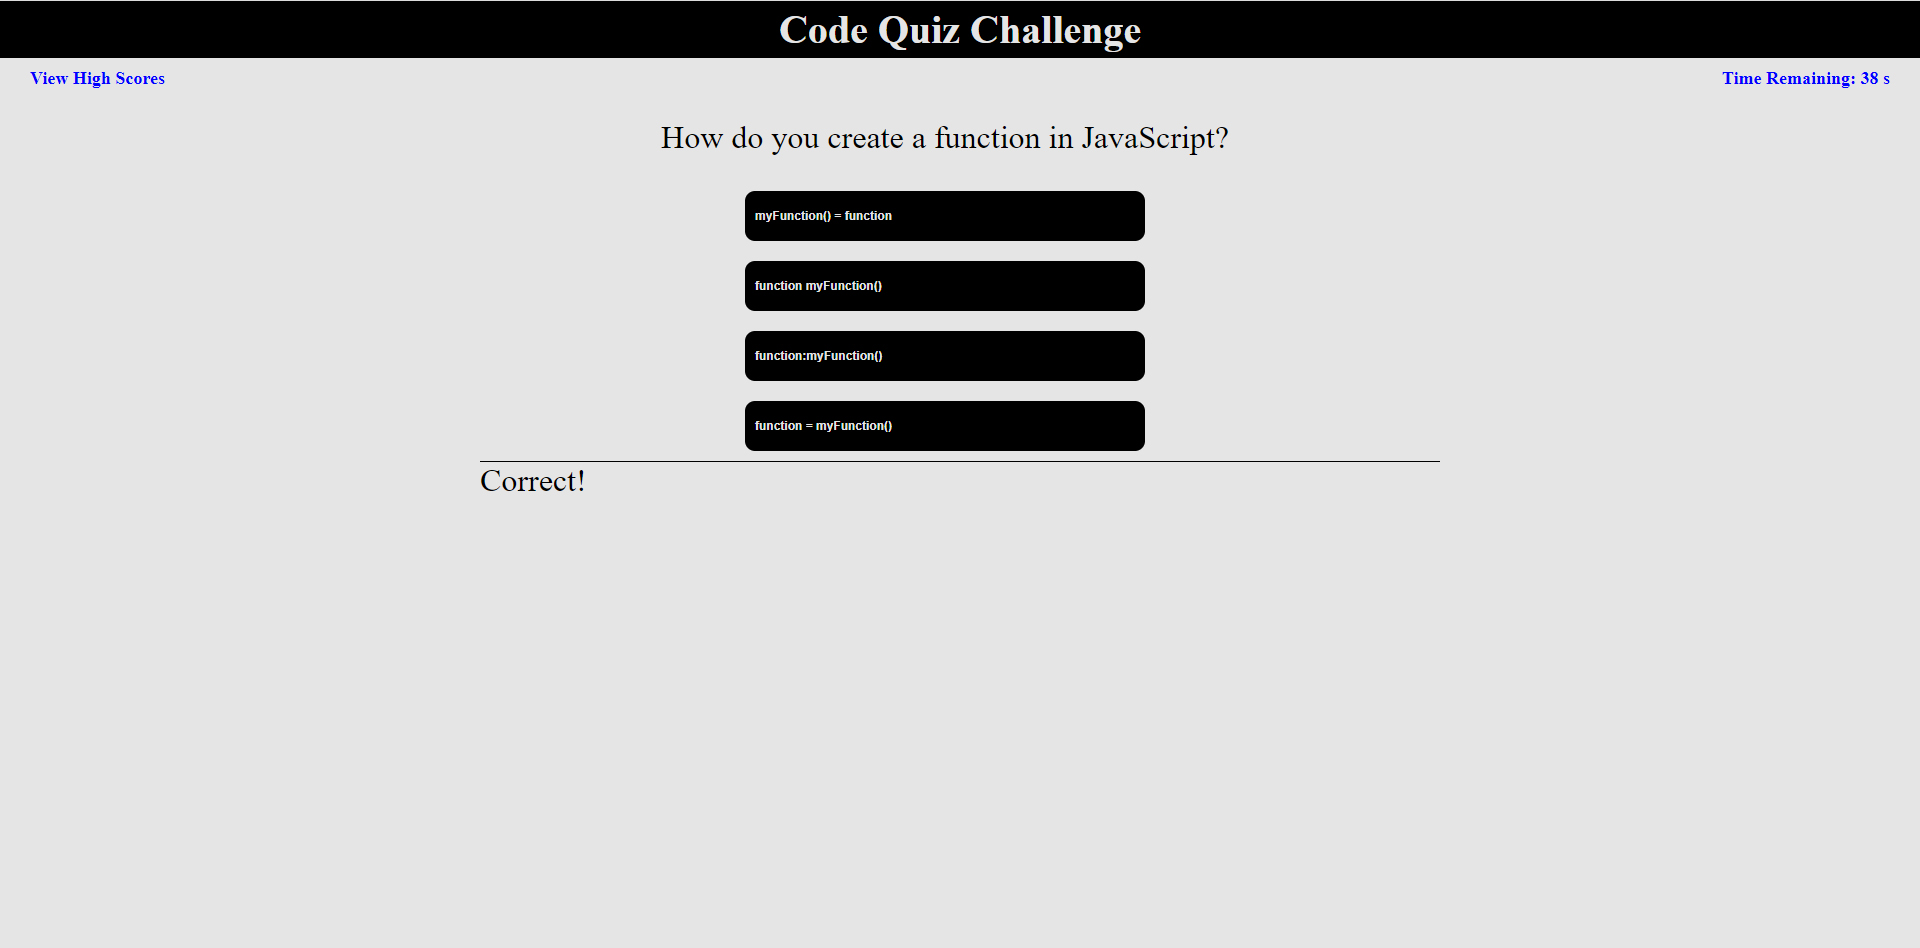 Code Quiz Challenge
View High Scores
Time Remaining: 38 s
How do you create a function in JavaScript?
myFunction() = function
function myFunction()
function:myFunction()
function = myFunction()
Correct!